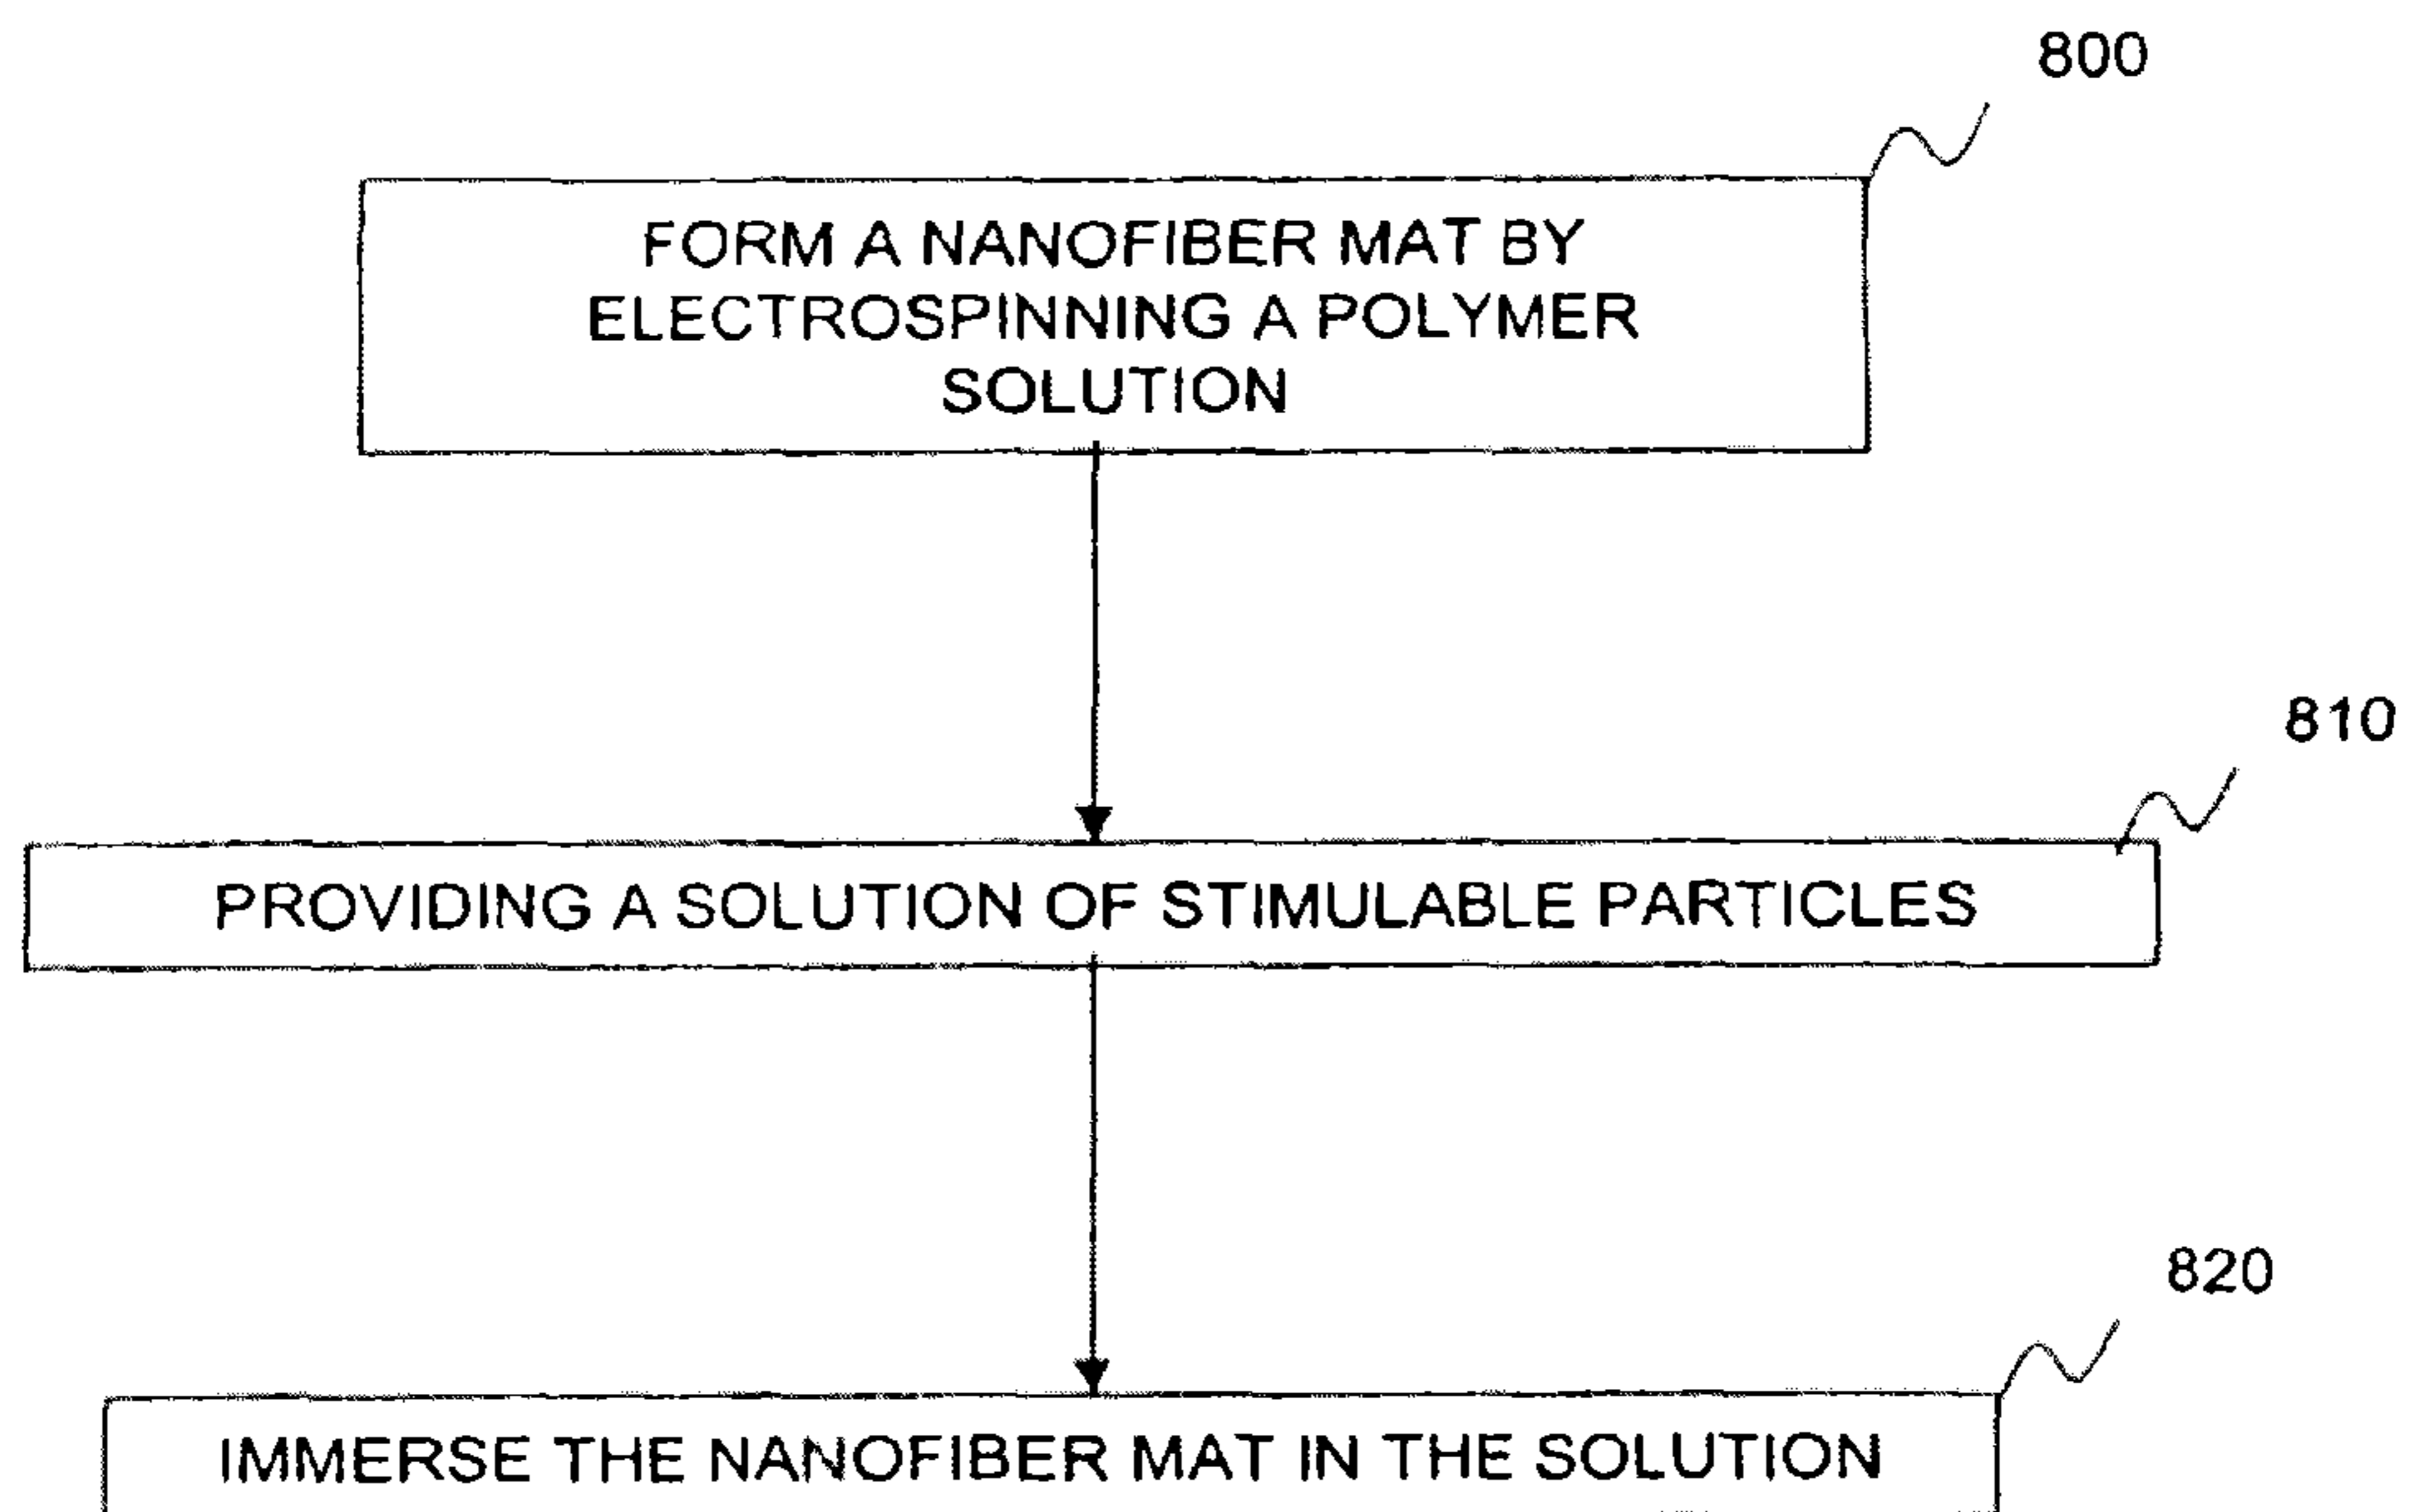 800
FORM A NANOFIBER MAT BY
ELECTROSPINNING A POLYMER
SOLUTION
810
PROVIDING A SOLUTION OF STIMULABLE PARTICLES
820
IMMERSE THE NANOFIBER MAT IN THE SOLUTION